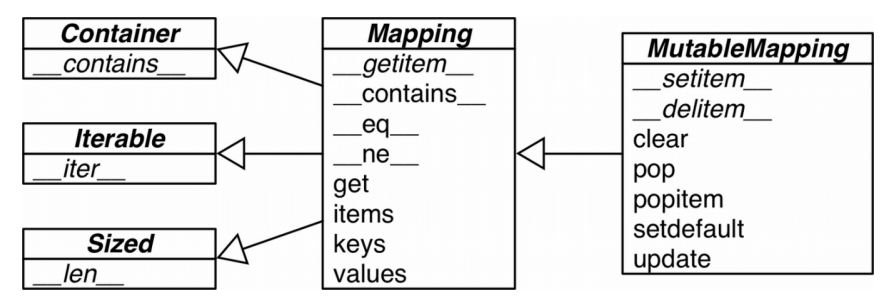 Container
__contains__
Iterable
__iter__
Sized
__len__
Mapping
__getitem__
__contains__
__eq__
__ne__
get
items
keys
values
MutableMapping
__setitem__
__delitem__
clear
pop
popitem
setdefault
update